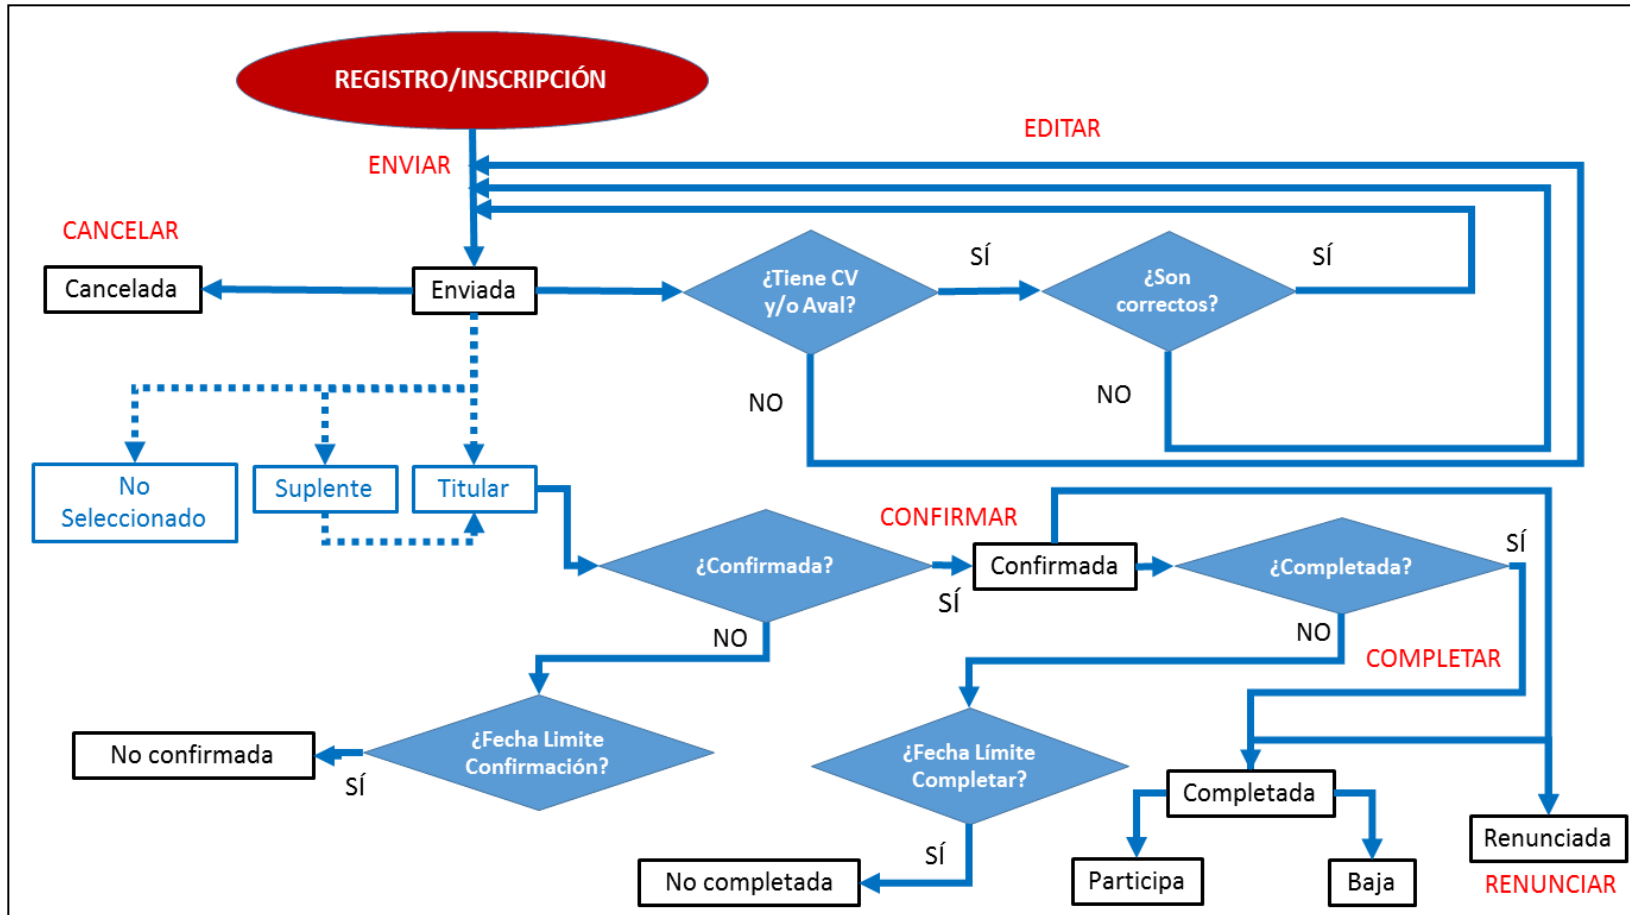 REGISTRO/INSCRIPCIÓN
EDITAR
ENVIAR
CANCELAR
Cancelada
Enviada
¿Tiene CV
y/o Aval?
SÍ
¿Son
correctos?
SÍ
NO
NO
No
Seleccionado
Suplente
Titular
CONFIRMAR
¿Confirmada?
SÍ
Confirmada
¿Completada?
SÍ
NO
NO
COMPLETAR
No confirmada
SÍ
¿Fecha Limite
Confirmación?
¿Fecha Límite
Completar?
Completada
Renunciada
SÍ
No completada
Participa
Baja
RENUNCIAR